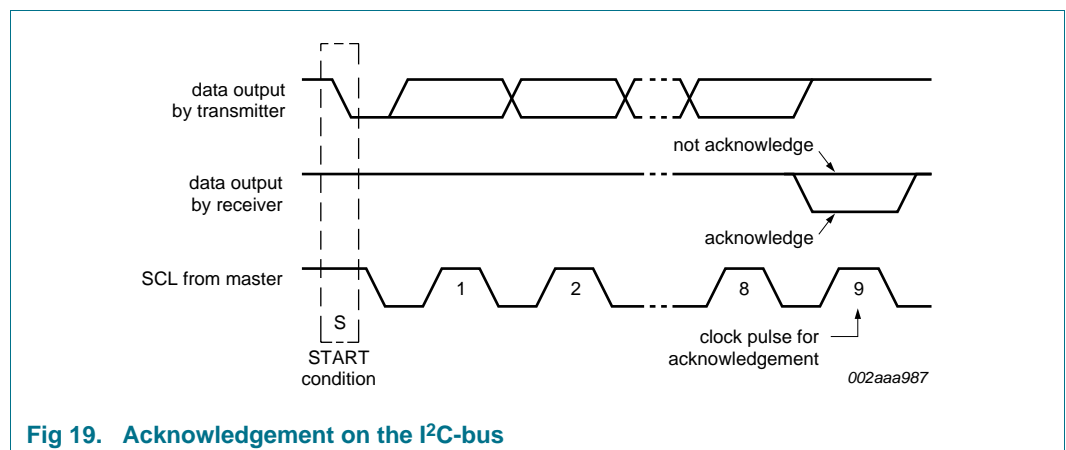 data output
by transmitter
not acknowledge
data output
by receiver
acknowledge
SCL from master
1
2
8
9
S
START
condition
clock pulse for
acknowledgement
002aaa987
Fig 19. Acknowledgement on the I²C-bus